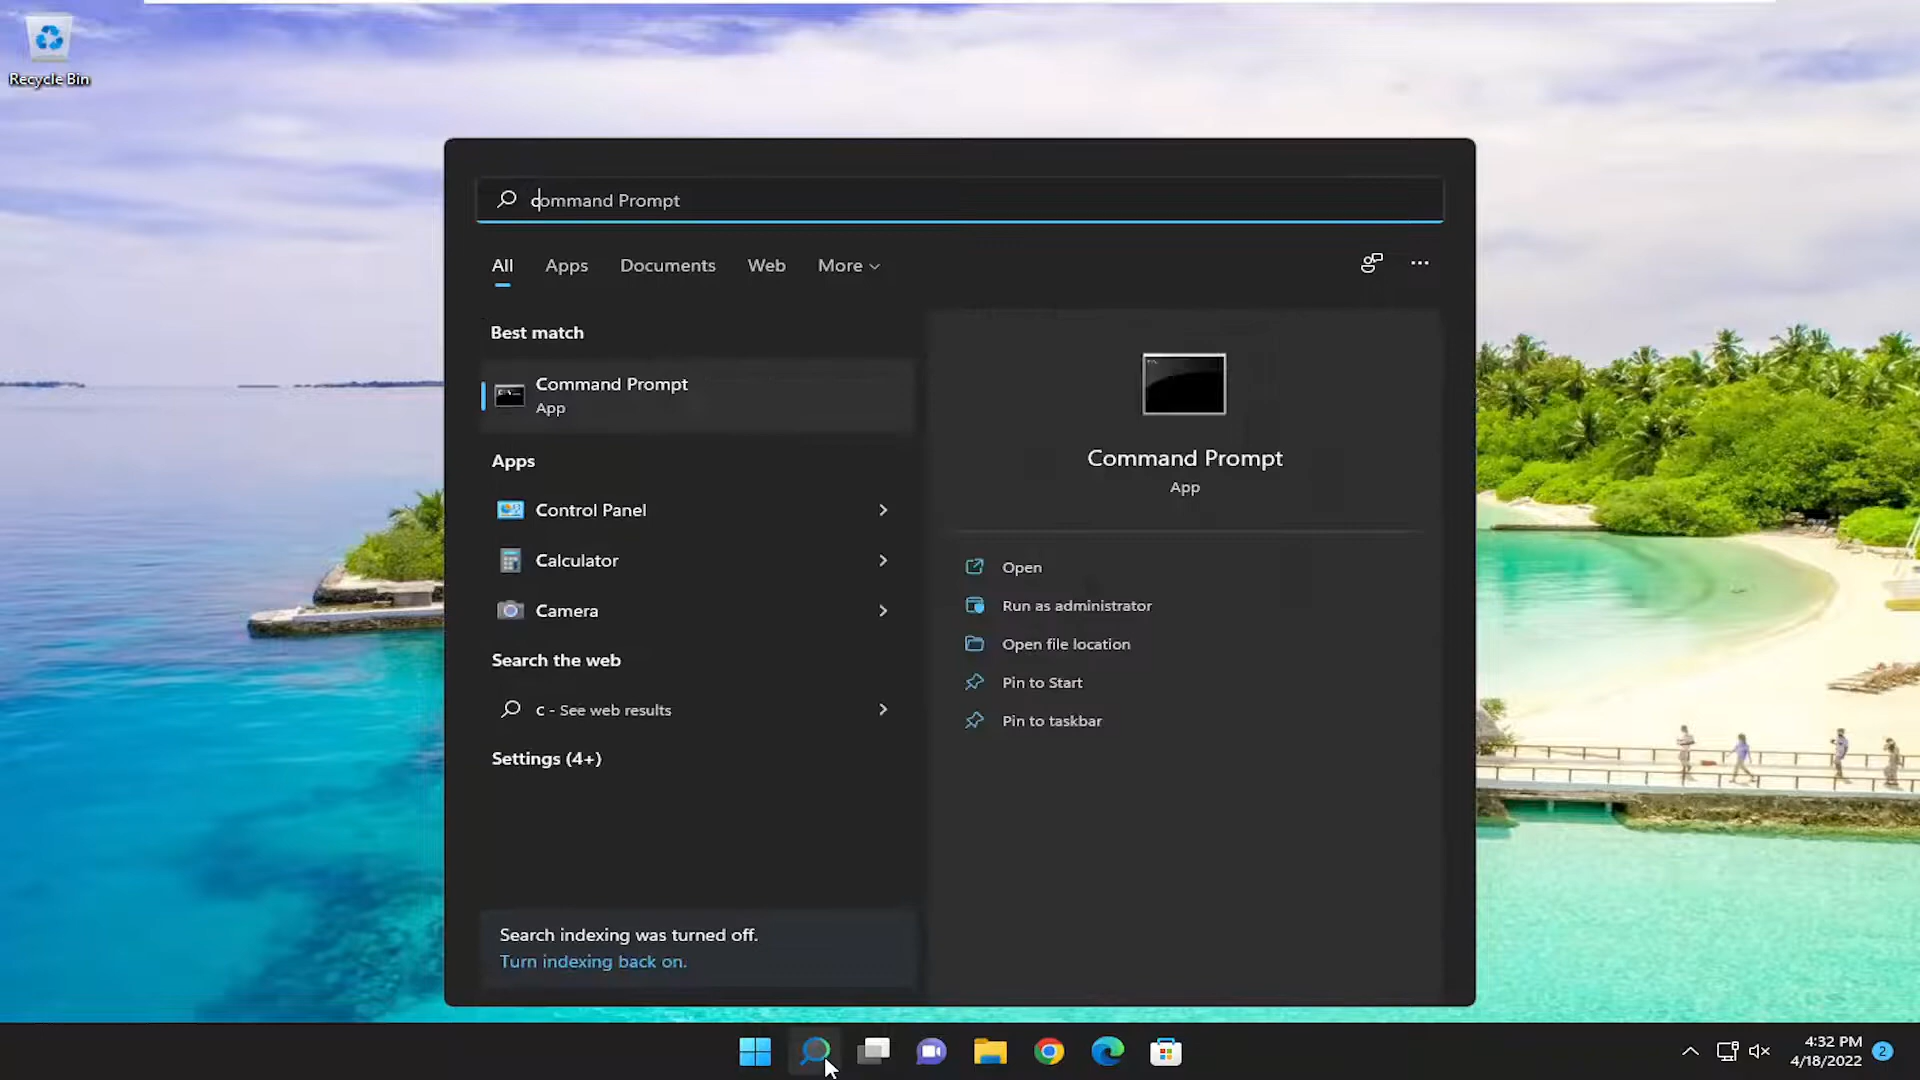 Recycle Bin
command Prompt
All Apps Documents Web More
Best match
Command Prompt
App
Apps
Control Panel
Calculator
Camera
Search the web
c - See web results
Settings (4+)
Search indexing was turned off.
Turn indexing back on.
Command Prompt
App
Open
Run as administrator
Open file location
Pin to Start
Pin to taskbar
4:32 PM
4/18/2022
2